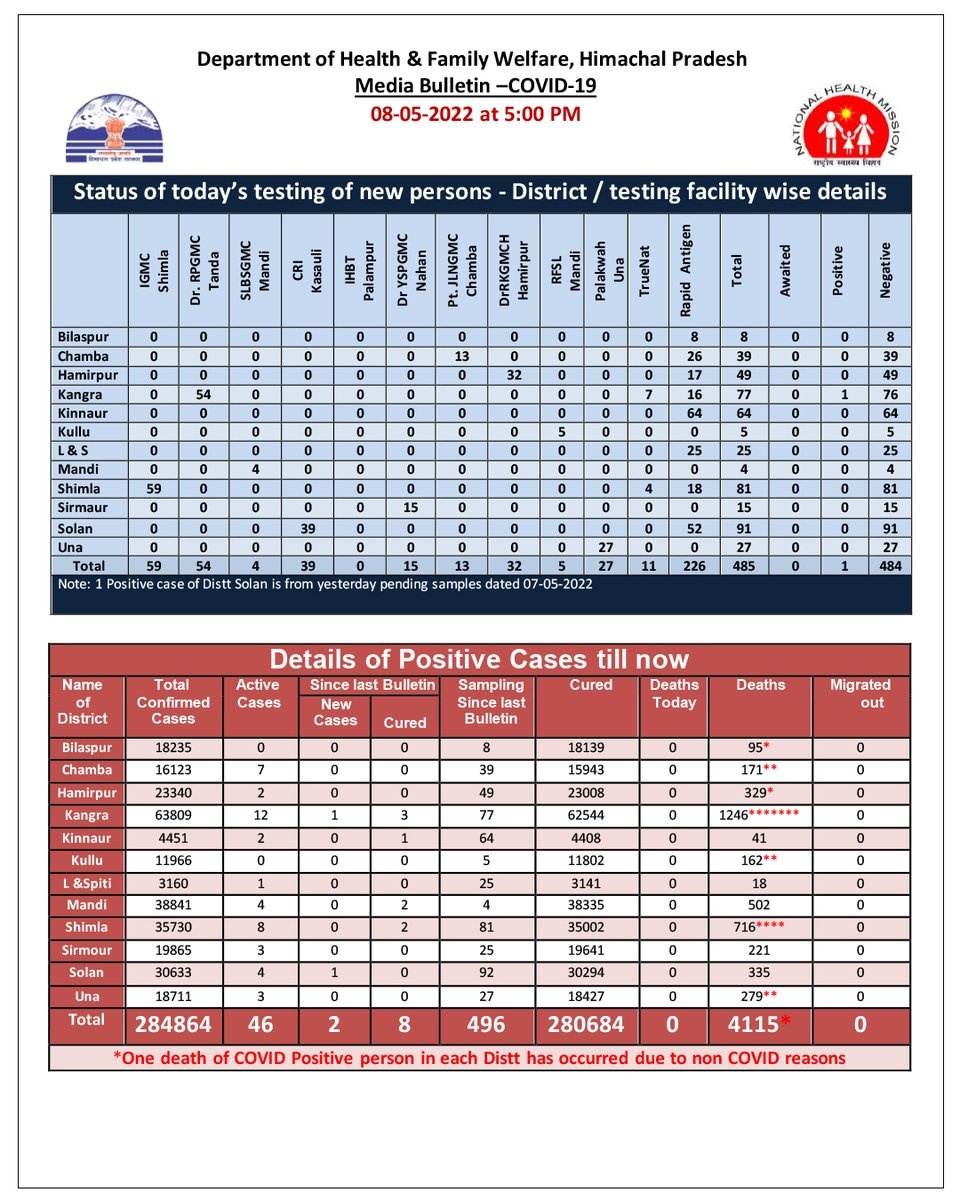 Department of Health & Family Welfare, Himachal Pradesh
Media Bulletin –COVID-19
08-05-2022 at 5:00 PM
NATIONAL HEALTH MISSION
राष्ट्रीय स्वास्थ्य मिशन
Status of today's testing of new persons - District / testing facility wise details
IGMC Shimla Dr. RPGMC Tanda SLBSGMC Mandi CRI Kasauli IHBT Palampur Dr YSPGMC Nahan Pt. JLNGMC Chamba DrRKGMCH Hamirpur RFSL Mandi Palakwah Una TrueNat Rapid Antigen Total Awaited Positive Negative
Bilaspur 0 0 0 0 0 0 0 0 0 0 0 8 8 0 0 8
Chamba 0 0 0 0 0 0 13 0 0 0 0 26 39 0 0 39
Hamirpur 0 0 0 0 0 0 0 32 0 0 0 17 49 0 0 49
Kangra 0 54 0 0 0 0 0 0 0 0 7 16 77 0 1 76
Kinnaur 0 0 0 0 0 0 0 0 0 0 0 64 64 0 0 64
Kullu 0 0 0 0 0 0 0 0 5 0 0 0 5 0 0 5
L & S 0 0 0 0 0 0 0 0 0 0 0 25 25 0 0 25
Mandi 0 0 4 0 0 0 0 0 0 0 0 0 4 0 0 4
Shimla 59 0 0 0 0 0 0 0 0 0 4 18 81 0 0 81
Sirmaur 0 0 0 0 0 15 0 0 0 0 0 0 15 0 0 15
Solan 0 0 0 39 0 0 0 0 0 0 0 52 91 0 0 91
Una 0 0 0 0 0 0 0 0 0 27 0 0 27 0 0 27
Total 59 54 4 39 0 15 13 32 5 27 11 226 485 0 1 484
Note: 1 Positive case of Distt Solan is from yesterday pending samples dated 07-05-2022
Details of Positive Cases till now
Name of District Total Confirmed Cases Active Cases Since last Bulletin New Cases Cured Sampling Since last Bulletin Cured Deaths Today Deaths Migrated out
Bilaspur 18235 0 0 0 8 18139 0 95* 0
Chamba 16123 7 0 0 39 15943 0 171** 0
Hamirpur 23340 2 0 0 49 23008 0 329* 0
Kangra 63809 12 1 3 77 62544 0 1246******* 0
Kinnaur 4451 2 0 1 64 4408 0 41 0
Kullu 11966 0 0 0 5 11802 0 162** 0
L &Spiti 3160 1 0 0 25 3141 0 18 0
Mandi 38841 4 0 2 4 38335 0 502 0
Shimla 35730 8 0 2 81 35002 0 716**** 0
Sirmour 19865 3 0 0 25 19641 0 221 0
Solan 30633 4 1 0 92 30294 0 335 0
Una 18711 3 0 0 27 18427 0 279** 0
Total 284864 46 2 8 496 280684 0 4115* 0
*One death of COVID Positive person in each Distt has occurred due to non COVID reasons